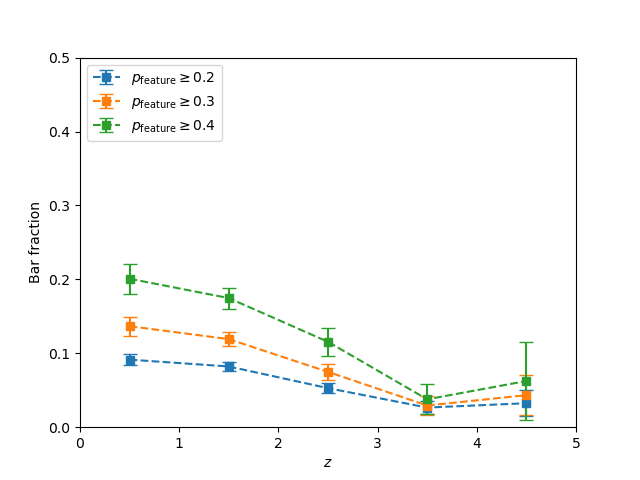 0.5
0.4
0.3
0.2
0.1
0.0
Bar fraction
p_feature ≥ 0.2
p_feature ≥ 0.3
p_feature ≥ 0.4
0 1 2 3 4 5
z